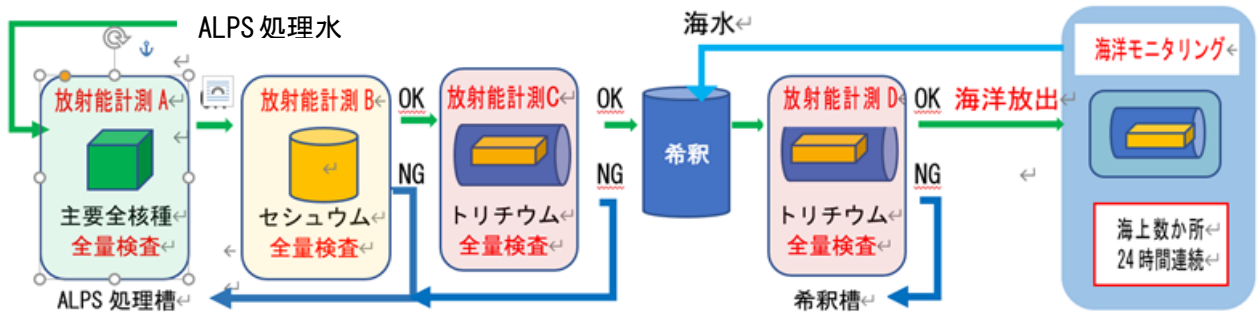 ALPS 処理水
放射能計測 A
主要全核種
全量検査
ALPS 処理槽
放射能計測 B
セシュウム
全量検査
OK
NG
放射能計測C
トリチウム
全量検査
OK
NG
海水
希釈
放射能計測 D
トリチウム
全量検査
希釈槽
OK
NG
海洋放出
海洋モニタリング
海上数か所
24 時間連続